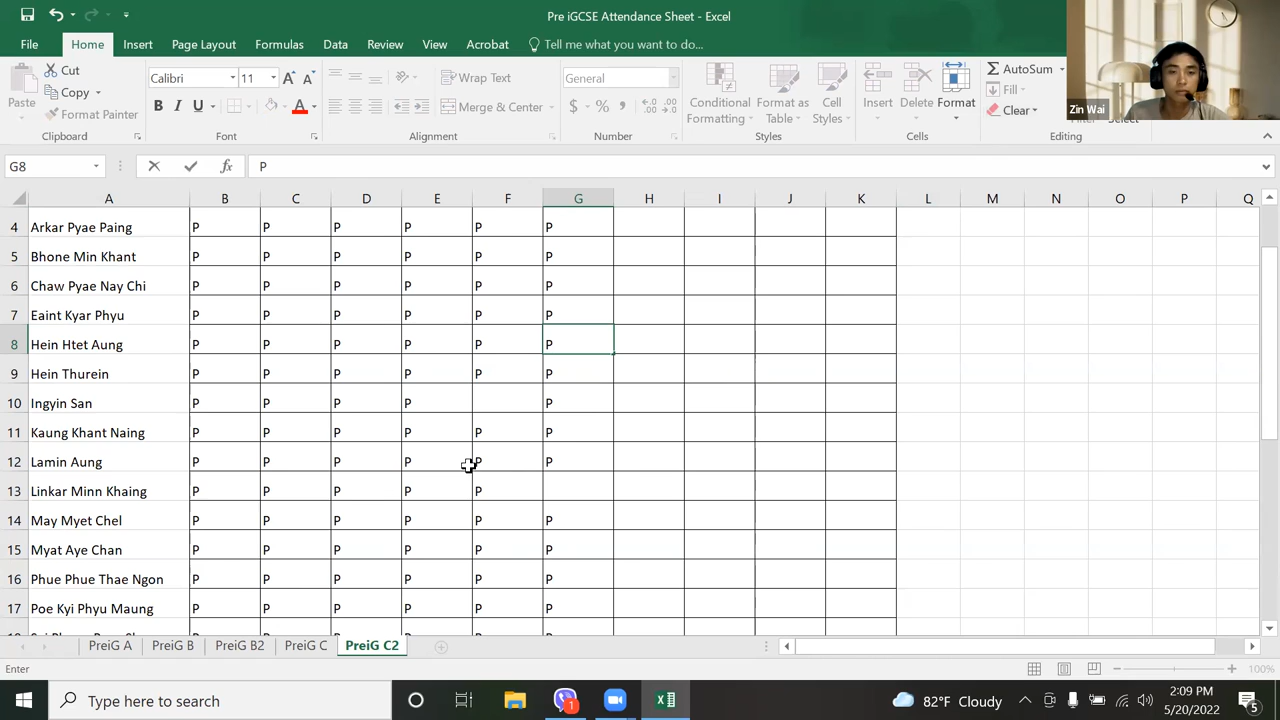 Pre iGCSE Attendance Sheet - Excel
File Home Insert Page Layout Formulas Data Review View Acrobat Tell me what you want to do...
Paste
Cut
Copy
Format Painter
Clipboard
Calibri 11
B I U
Font
Wrap Text
Merge & Center
Alignment
General
$ % ,
Number
Conditional Formatting
Format as Table
Cell Styles
Styles
Insert Delete Format
Cells
AutoSum
Fill
Clear
Editing
Zin Wai
G8 fx P
A B C D E F G H I J K L M N O P Q
4 Arkar Pyae Paing P P P P P P
5 Bhone Min Khant P P P P P P
6 Chaw Pyae Nay Chi P P P P P P
7 Eaint Kyar Phyu P P P P P P
8 Hein Htet Aung P P P P P P
9 Hein Thurein P P P P P P
10 Ingyin San P P P P P
11 Kaung Khant Naing P P P P P P
12 Lamin Aung P P P P P P
13 Linkar Minn Khaing P P P P P
14 May Myet Chel P P P P P P
15 Myat Aye Chan P P P P P P
16 Phue Phue Thae Ngon P P P P P P
17 Poe Kyi Phyu Maung P P P P P P
PreiG A PreiG B PreiG B2 PreiG C PreiG C2
Enter 100%
Type here to search
1
82°F Cloudy
2:09 PM
5/20/2022
5